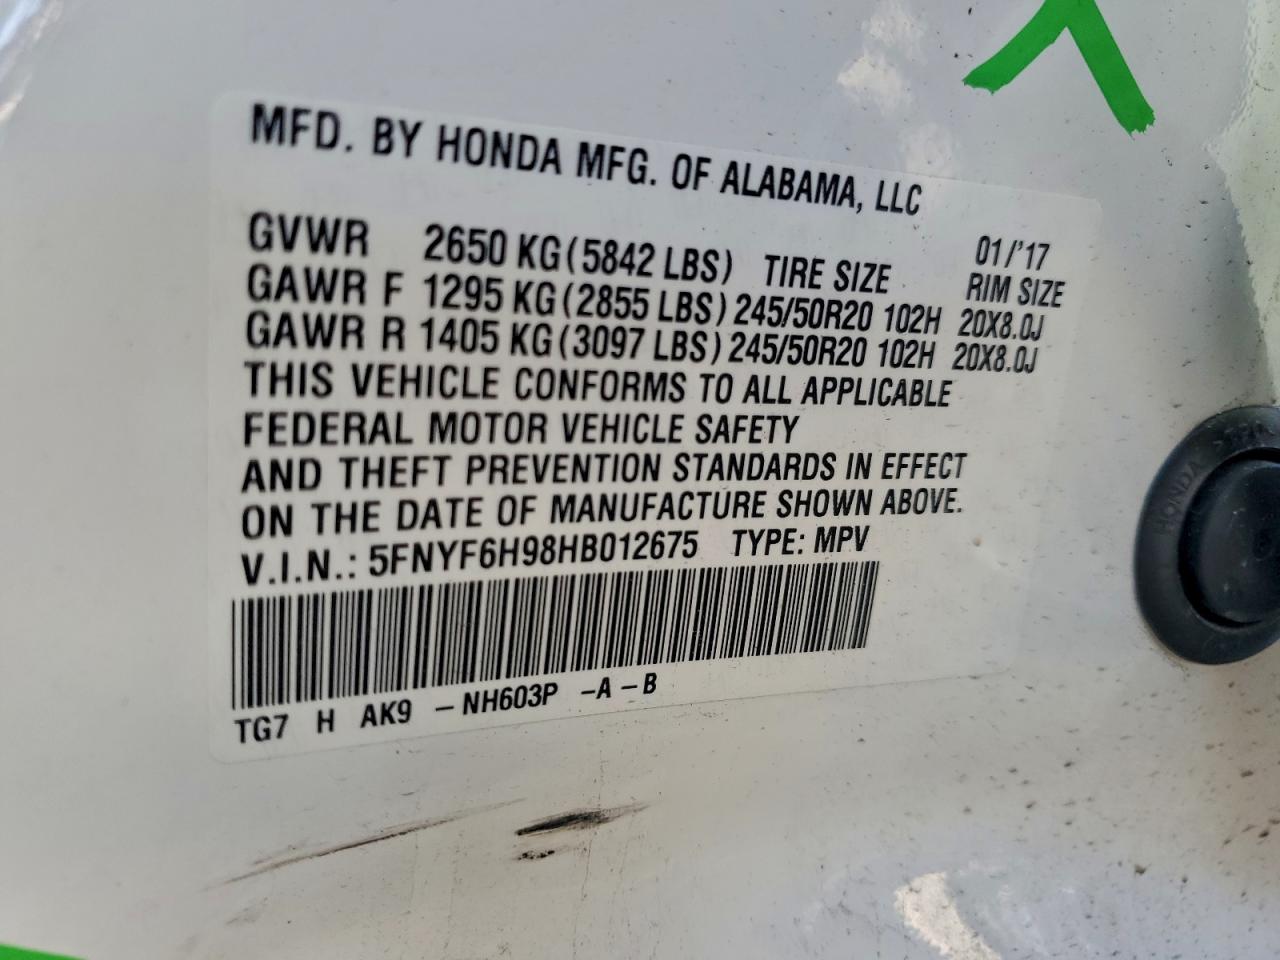 MFD. BY HONDA MFG. OF ALABAMA, LLC
01/'17
GVWR 2650 KG (5842 LBS) TIRE SIZE RIM SIZE
GAWR F 1295 KG (2855 LBS) 245/50R20 102H 20X8.0J
GAWR R 1405 KG (3097 LBS) 245/50R20 102H 20X8.0J
THIS VEHICLE CONFORMS TO ALL APPLICABLE
FEDERAL MOTOR VEHICLE SAFETY
AND THEFT PREVENTION STANDARDS IN EFFECT
ON THE DATE OF MANUFACTURE SHOWN ABOVE.
V.I.N.: 5FNYF6H98HB012675 TYPE: MPV
TG7 H AK9 – NH603P -A – B
HONDA